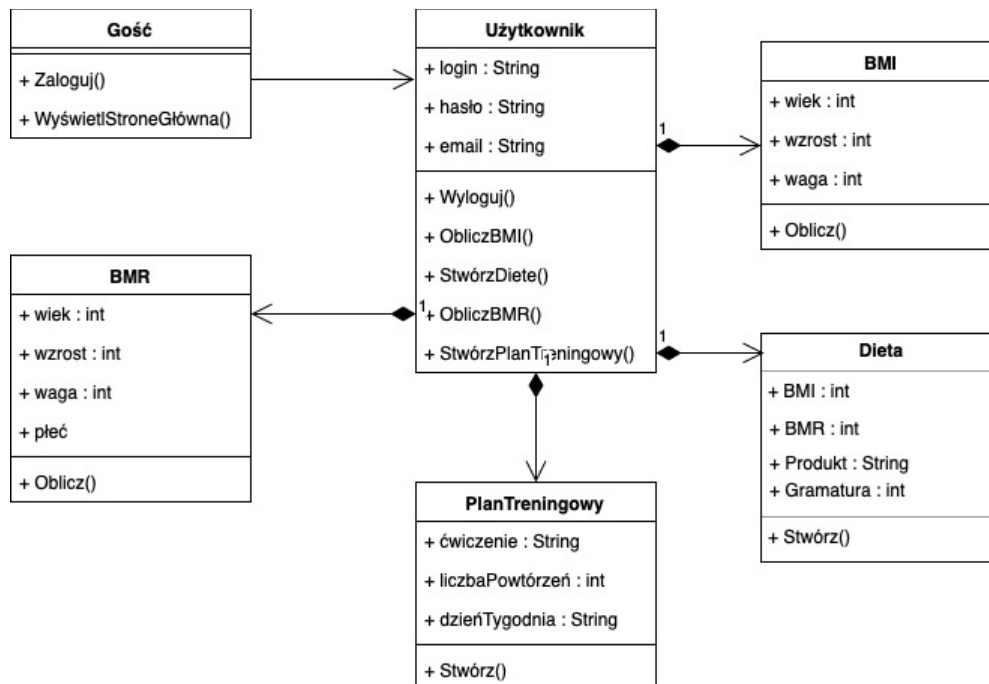 Gość
+ Zaloguj()
+ WyświetlStroneGłówna()
Użytkownik
+ login : String
+ hasło : String
+ email : String
+ Wyloguj()
+ ObliczBMI()
+ StwórzDiete()
+ ObliczBMR()
+ StwórzPlanTreningowy()
1
1
1
1
BMI
+ wiek : int
+ wzrost : int
+ waga : int
+ Oblicz()
BMR
+ wiek : int
+ wzrost : int
+ waga : int
+ płeć
+ Oblicz()
Dieta
+ BMI : int
+ BMR : int
+ Produkt : String
+ Gramatura : int
+ Stwórz()
PlanTreningowy
+ ćwiczenie : String
+ liczbaPowtórzeń : int
+ dzieńTygodnia : String
+ Stwórz()